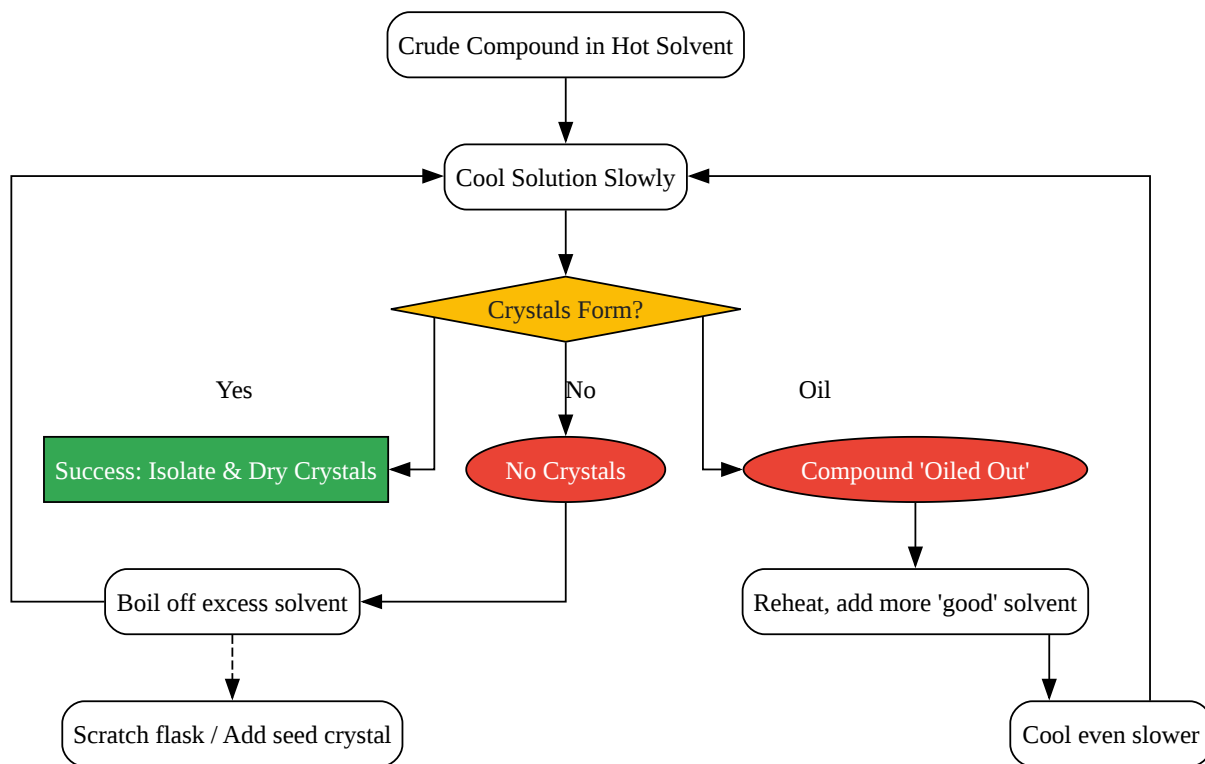 Crude Compound in Hot Solvent
Cool Solution Slowly
Crystals Form?
Yes
No
Oil
Success: Isolate & Dry Crystals
No Crystals
Compound 'Oiled Out'
Boil off excess solvent
Reheat, add more 'good' solvent
Scratch flask / Add seed crystal
Cool even slower